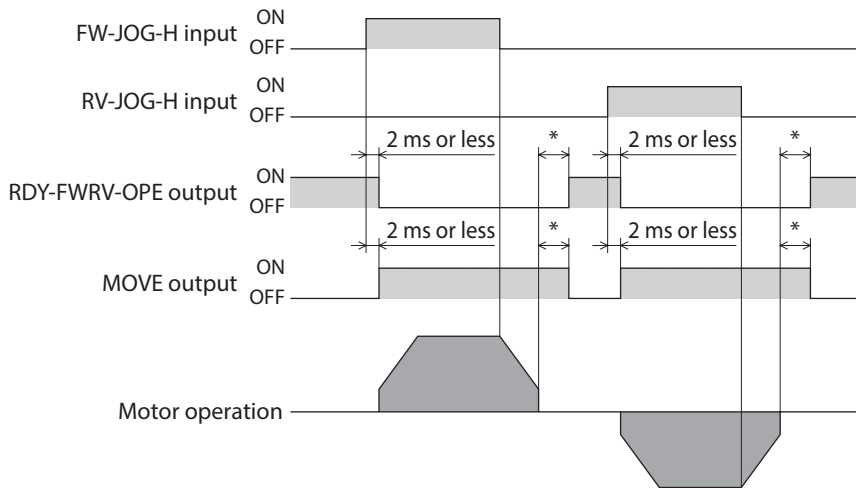 FW-JOG-H input ON
OFF
RV-JOG-H input ON
OFF
2 ms or less * 2 ms or less *
RDY-FWRV-OPE output ON
OFF
2 ms or less * 2 ms or less *
MOVE output ON
OFF
Motor operation